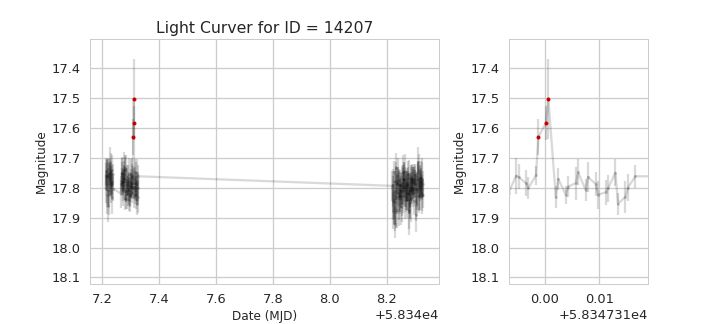 Light Curver for ID = 14207
Magnitude
17.4
17.5
17.6
17.7
17.8
17.9
18.0
18.1
7.2 7.4 7.6 7.8 8.0 8.2
Date (MJD)
+5.834e4
Magnitude
17.4
17.5
17.6
17.7
17.8
17.9
18.0
18.1
0.00 0.01
+5.834731e4